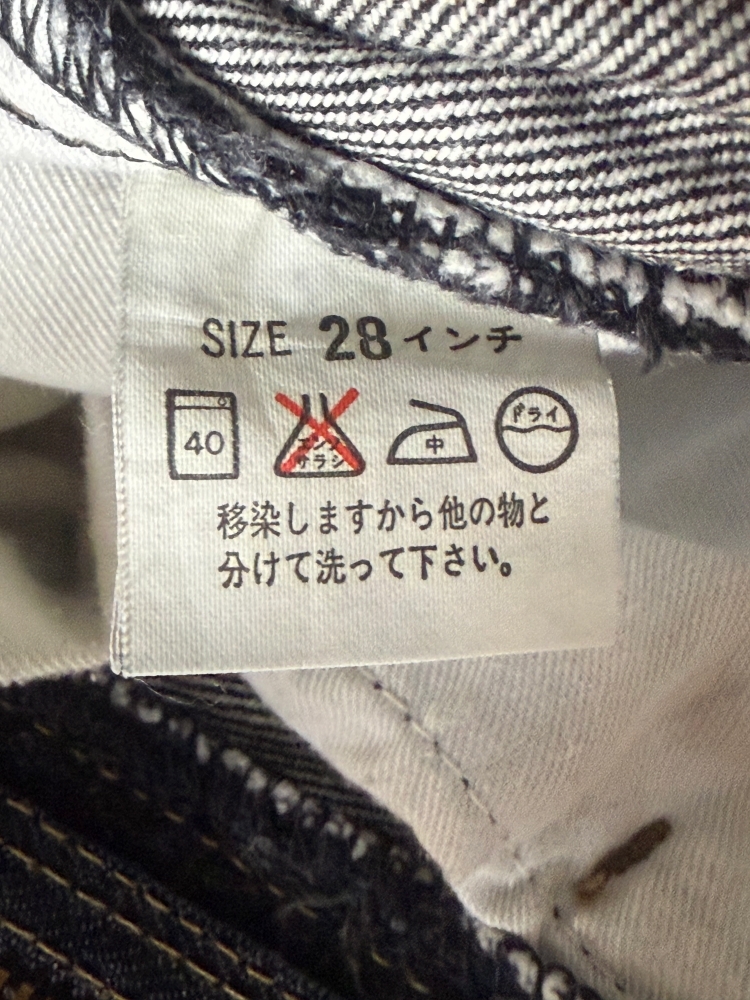 SIZE 28インチ
40 エンソサラシ 中 ドライ
移染しますから他の物と
分けて洗って下さい。